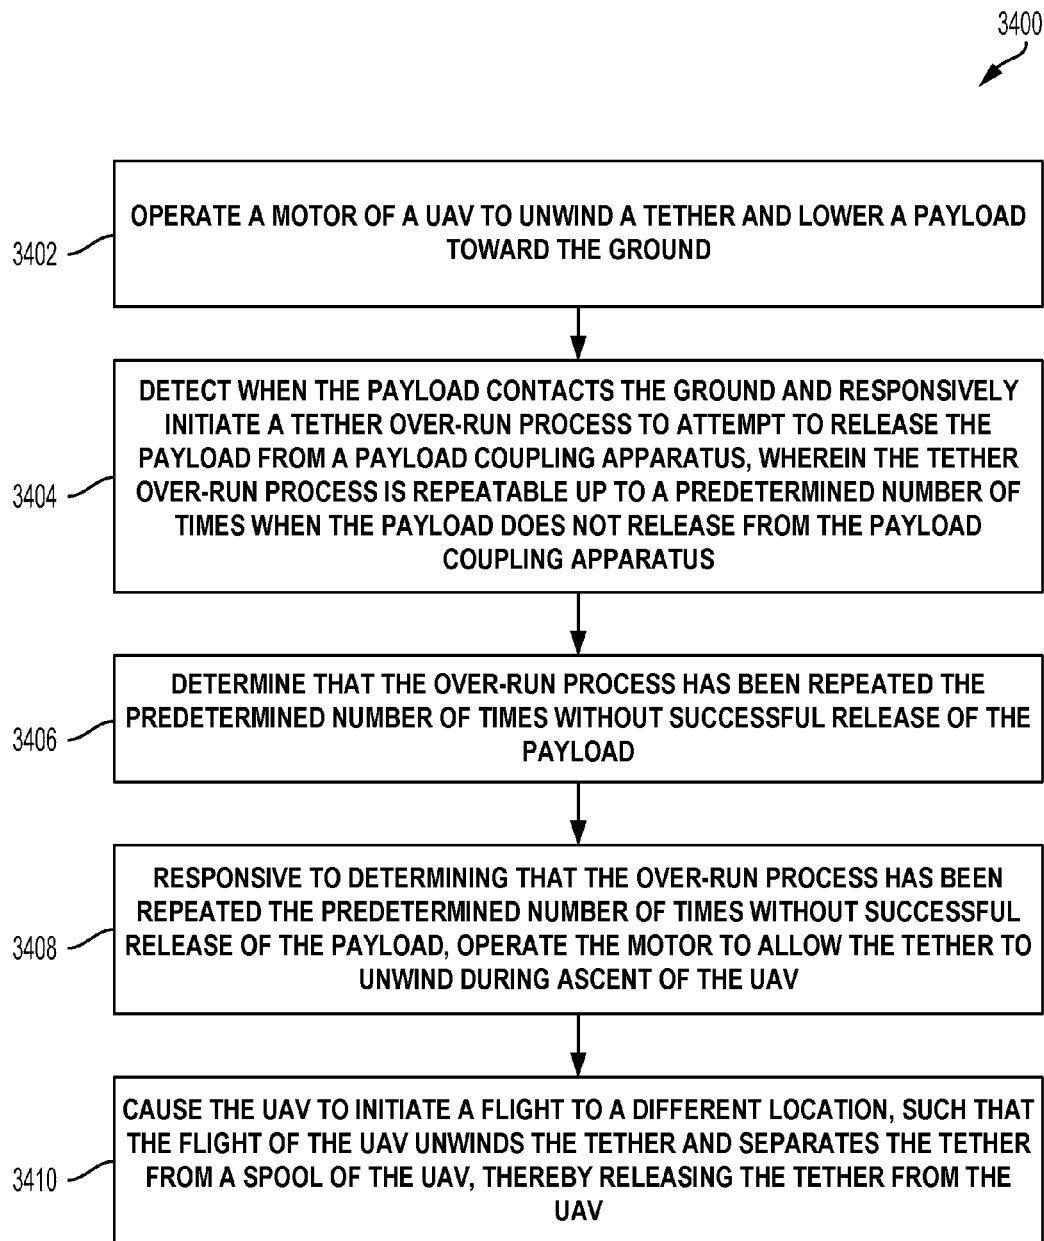 3400
OPERATE A MOTOR OF A UAV TO UNWIND A TETHER AND LOWER A PAYLOAD
TOWARD THE GROUND
3402
DETECT WHEN THE PAYLOAD CONTACTS THE GROUND AND RESPONSIVELY
INITIATE A TETHER OVER-RUN PROCESS TO ATTEMPT TO RELEASE THE
PAYLOAD FROM A PAYLOAD COUPLING APPARATUS, WHEREIN THE TETHER
OVER-RUN PROCESS IS REPEATABLE UP TO A PREDETERMINED NUMBER OF
TIMES WHEN THE PAYLOAD DOES NOT RELEASE FROM THE PAYLOAD
COUPLING APPARATUS
3404
DETERMINE THAT THE OVER-RUN PROCESS HAS BEEN REPEATED THE
PREDETERMINED NUMBER OF TIMES WITHOUT SUCCESSFUL RELEASE OF THE
PAYLOAD
3406
RESPONSIVE TO DETERMINING THAT THE OVER-RUN PROCESS HAS BEEN
REPEATED THE PREDETERMINED NUMBER OF TIMES WITHOUT SUCCESSFUL
RELEASE OF THE PAYLOAD, OPERATE THE MOTOR TO ALLOW THE TETHER TO
UNWIND DURING ASCENT OF THE UAV
3408
CAUSE THE UAV TO INITIATE A FLIGHT TO A DIFFERENT LOCATION, SUCH THAT
THE FLIGHT OF THE UAV UNWINDS THE TETHER AND SEPARATES THE TETHER
FROM A SPOOL OF THE UAV, THEREBY RELEASING THE TETHER FROM THE
UAV
3410